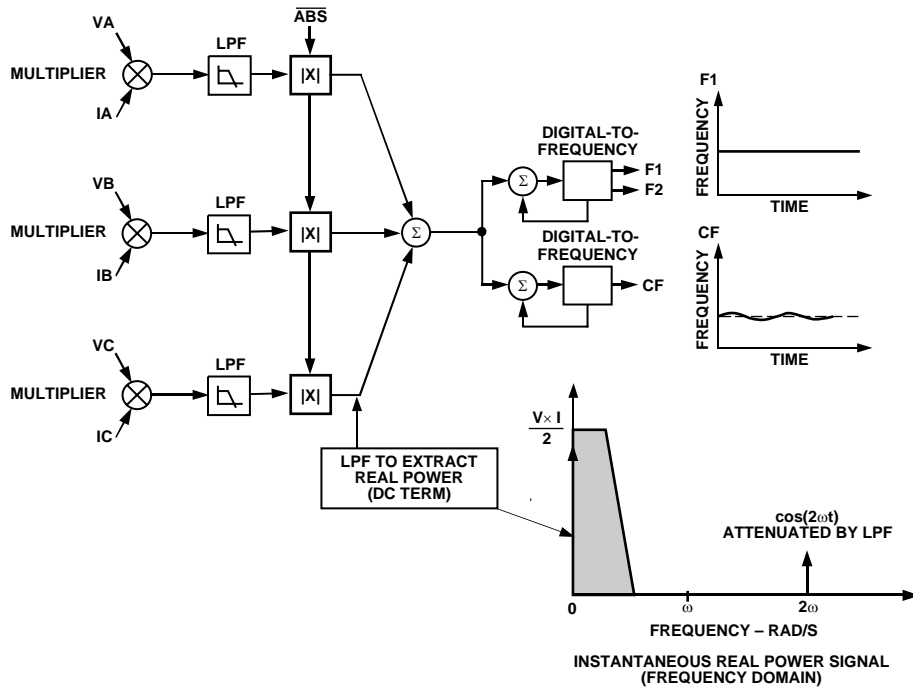 ABS
VA
LPF
MULTIPLIER
|X|
IA
VB
LPF
MULTIPLIER
|X|
IB
VC
LPF
MULTIPLIER
|X|
IC
Σ
DIGITAL-TO-
FREQUENCY
Σ
F1
F2
DIGITAL-TO-
FREQUENCY
Σ
CF
F1
FREQUENCY
TIME
CF
FREQUENCY
TIME
LPF TO EXTRACT
REAL POWER
(DC TERM)
V × I
2
cos(2ωt)
ATTENUATED BY LPF
0
ω
2ω
FREQUENCY – RAD/S
INSTANTANEOUS REAL POWER SIGNAL
(FREQUENCY DOMAIN)